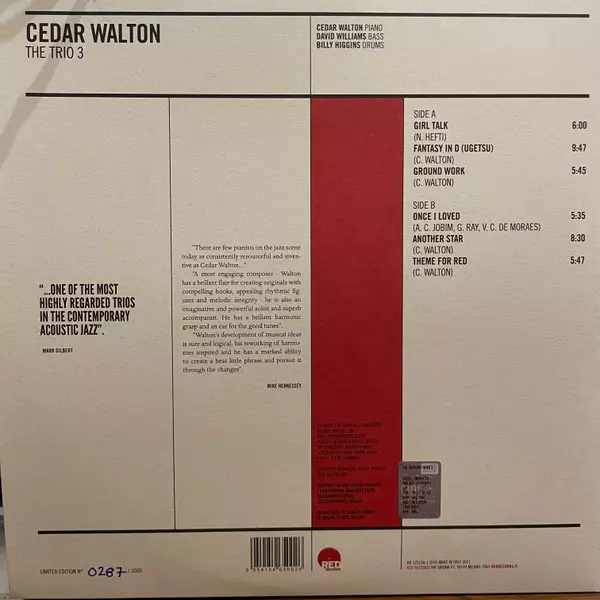 CEDAR WALTON
THE TRIO 3
CEDAR WALTON PIANO
DAVID WILLIAMS BASS
BILLY HIGGINS DRUMS
SIDE A
GIRL TALK 6:00
(N. HEFTI)
FANTASY IN D (UGETSU) 9:47
(C. WALTON)
GROUND WORK 5:45
(C. WALTON)
SIDE B
ONCE I LOVED 5:35
(A. C. JOBIM, G. RAY, V. C. DE MORAES)
ANOTHER STAR 8:30
(C. WALTON)
THEME FOR RED 5:47
(C. WALTON)
"...ONE OF THE MOST
HIGHLY REGARDED TRIOS
IN THE CONTEMPORARY
ACOUSTIC JAZZ".
MARK GILBERT
"There are few pianists on the jazz scene
today as consistently resourceful and inven-
tive as Cedar Walton..."
"A most engaging composer - Walton
has a brilliant flair for creating originals with
compelling hooks, appealing rhythmic fig-
ures and melodic integrity - he is also an
imaginative and powerful solist and superb
accompanist. He has a brilliant harmonic
grasp and an ear for the good tunes".
"Walton's development of musical ideas
is sure and logical, his reworking of harmo-
nies inspired and he has a marked ability
to create a beat little phrase and pursue it
through the changes".
MIKE HENNESSEY
LIMITED EDITION N° 0287
RED